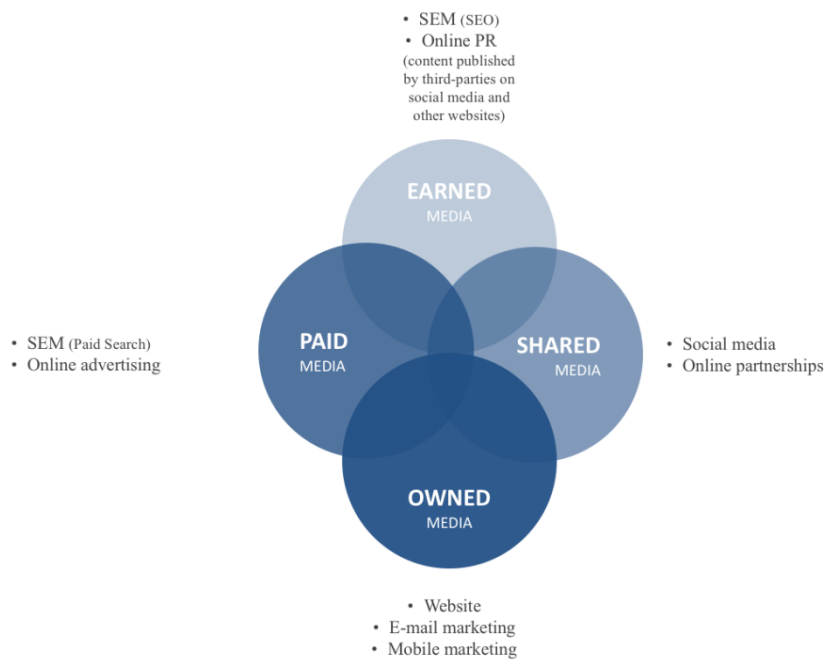 • SEM (SEO)
• Online PR
(content published
by third-parties on
social media and
other websites)
EARNED
MEDIA
PAID
MEDIA
SHARED
MEDIA
• SEM (Paid Search)
• Online advertising
• Social media
• Online partnerships
OWNED
MEDIA
• Website
• E-mail marketing
• Mobile marketing